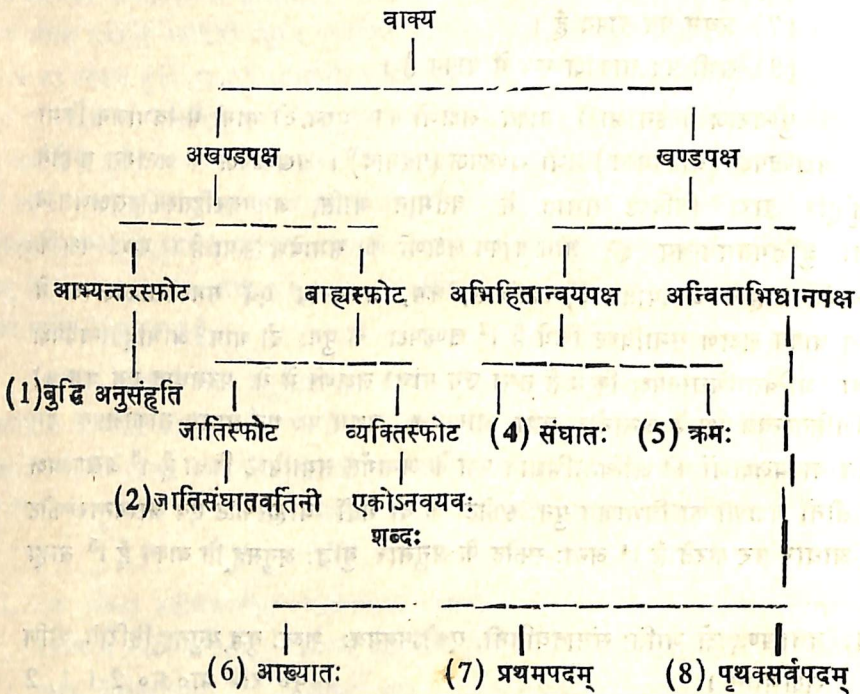 वाक्य
अखण्डपक्ष खण्डपक्ष
आभ्यन्तरस्फोट बाह्यस्फोट अभिहितान्वयपक्ष अन्विताभिधानपक्ष
(1) बुद्धि अनुसंहृति
जातिस्फोट व्यक्तिस्फोट (4) संघातः (5) क्रमः
(2) जातिसंघातवर्तिनी एकोऽनवयवः
शब्दः
(6) आख्यातः (7) प्रथमपदम् (8) पृथक्सर्वपदम्